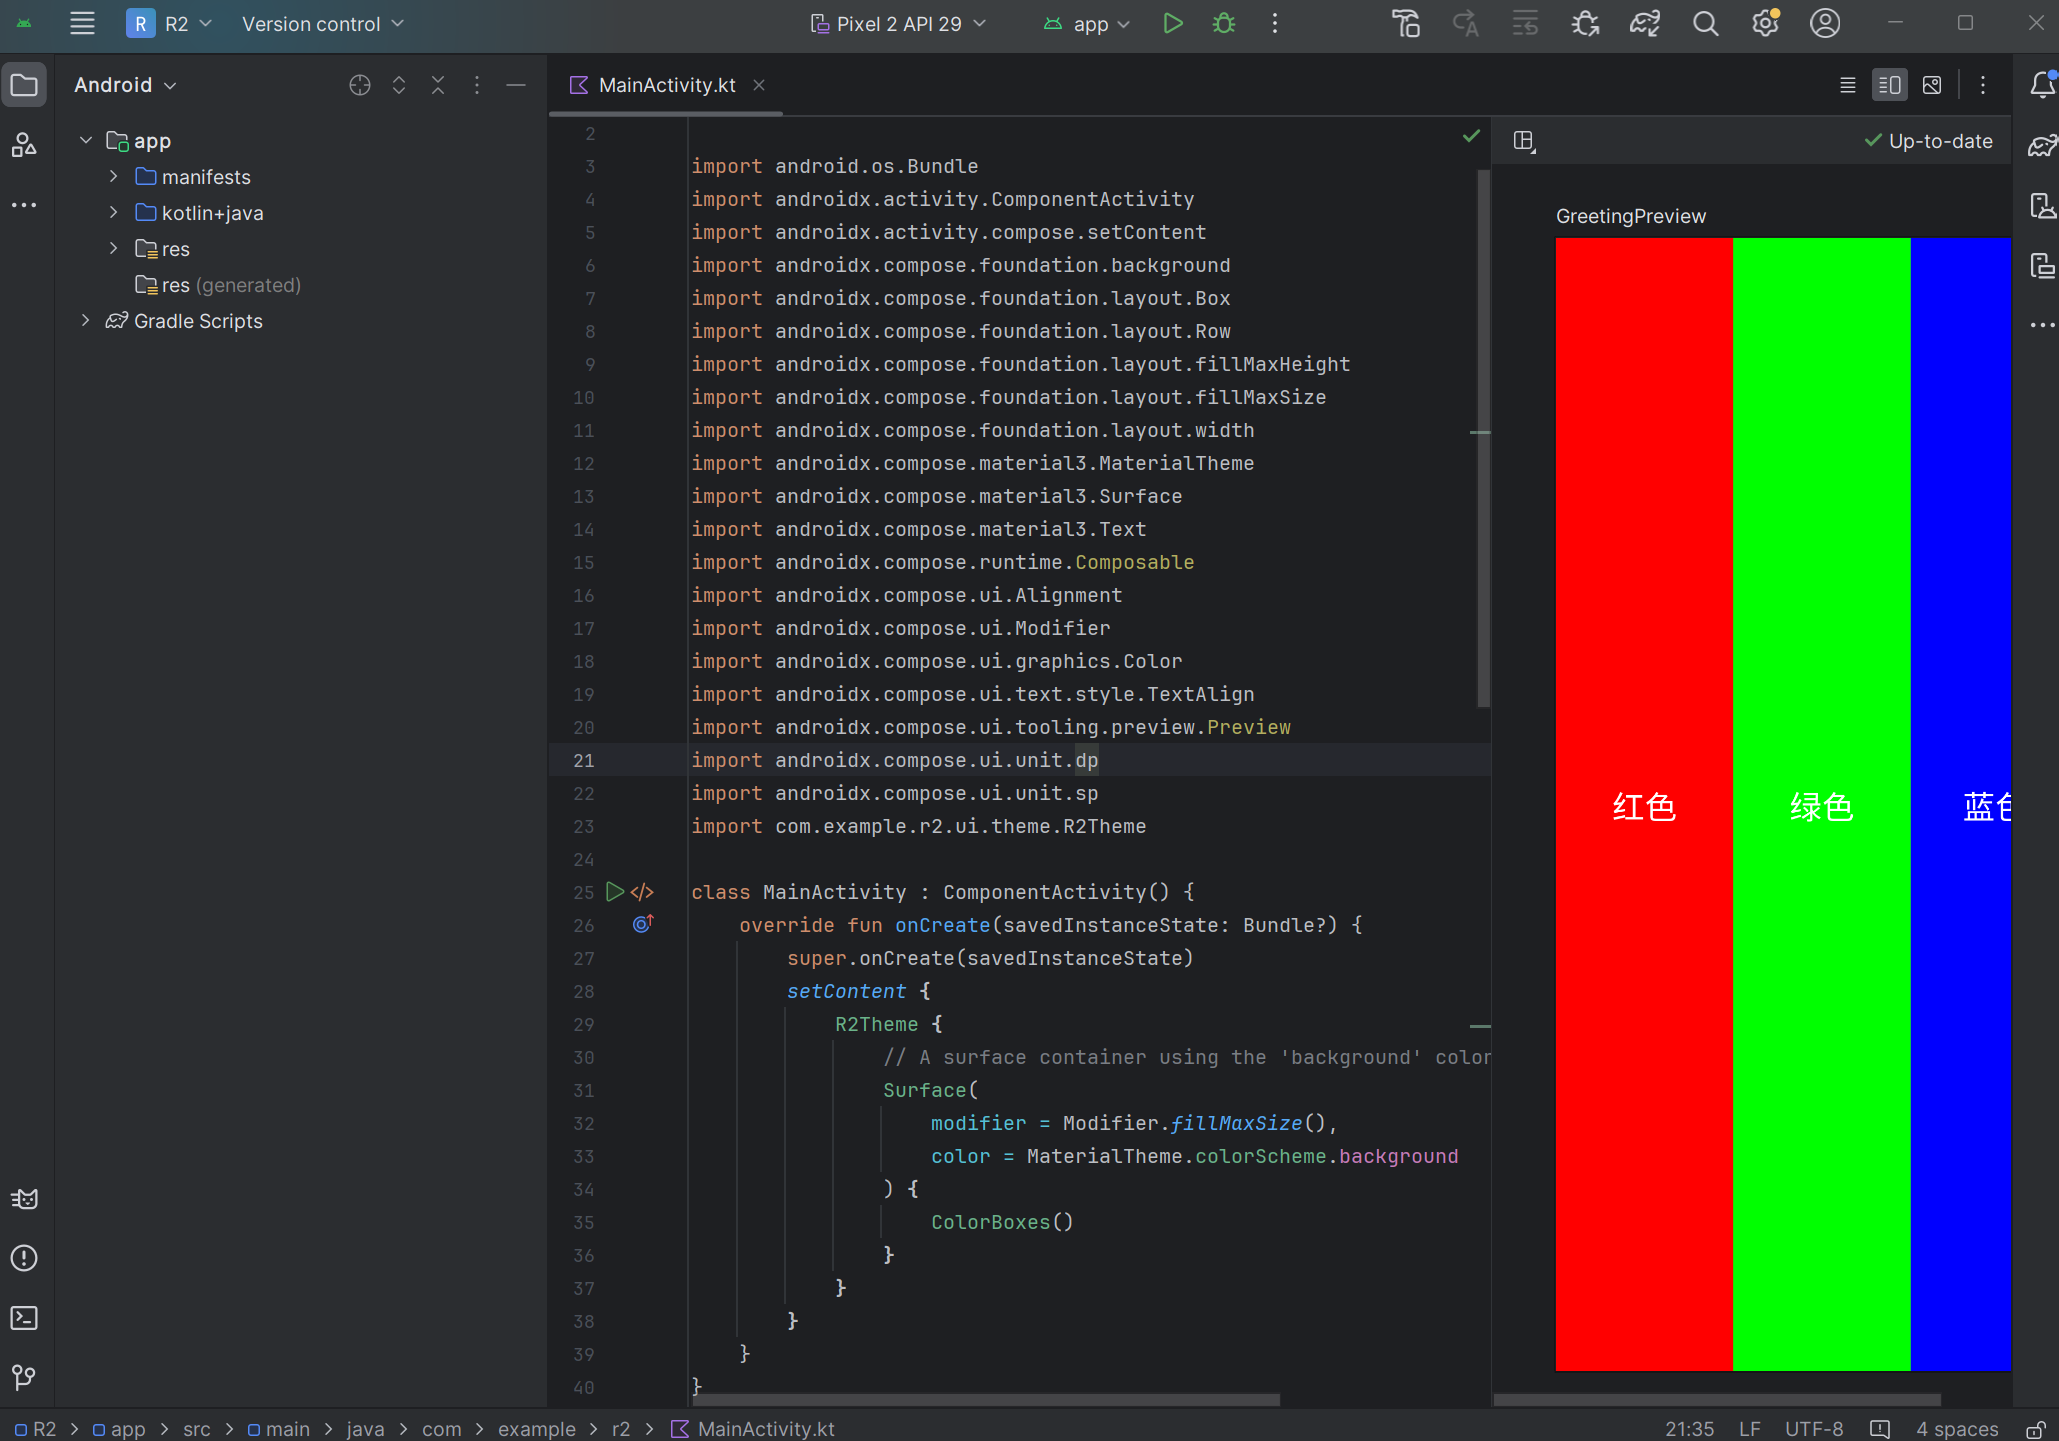 R R2 Version control Pixel 2 API 29 app
Android
app
manifests
kotlin+java
res
res (generated)
Gradle Scripts
MainActivity.kt
2
3 import android.os.Bundle
4 import androidx.activity.ComponentActivity
5 import androidx.activity.compose.setContent
6 import androidx.compose.foundation.background
7 import androidx.compose.foundation.layout.Box
8 import androidx.compose.foundation.layout.Row
9 import androidx.compose.foundation.layout.fillMaxHeight
10 import androidx.compose.foundation.layout.fillMaxSize
11 import androidx.compose.foundation.layout.width
12 import androidx.compose.material3.MaterialTheme
13 import androidx.compose.material3.Surface
14 import androidx.compose.material3.Text
15 import androidx.compose.runtime.Composable
16 import androidx.compose.ui.Alignment
17 import androidx.compose.ui.Modifier
18 import androidx.compose.ui.graphics.Color
19 import androidx.compose.ui.text.style.TextAlign
20 import androidx.compose.ui.tooling.preview.Preview
21 import androidx.compose.ui.unit.dp
22 import androidx.compose.ui.unit.sp
23 import com.example.r2.ui.theme.R2Theme
24
25 class MainActivity : ComponentActivity() {
26 override fun onCreate(savedInstanceState: Bundle?) {
27 super.onCreate(savedInstanceState)
28 setContent {
29 R2Theme {
30 // A surface container using the 'background' color
31 Surface(
32 modifier = Modifier.fillMaxSize(),
33 color = MaterialTheme.colorScheme.background
34 ) {
35 ColorBoxes()
36 }
37 }
38 }
39 }
40 }
Up-to-date
GreetingPreview
红色 绿色 蓝色
R2 > app > src > main > java > com > example > r2 > MainActivity.kt 21:35 LF UTF-8 4 spaces